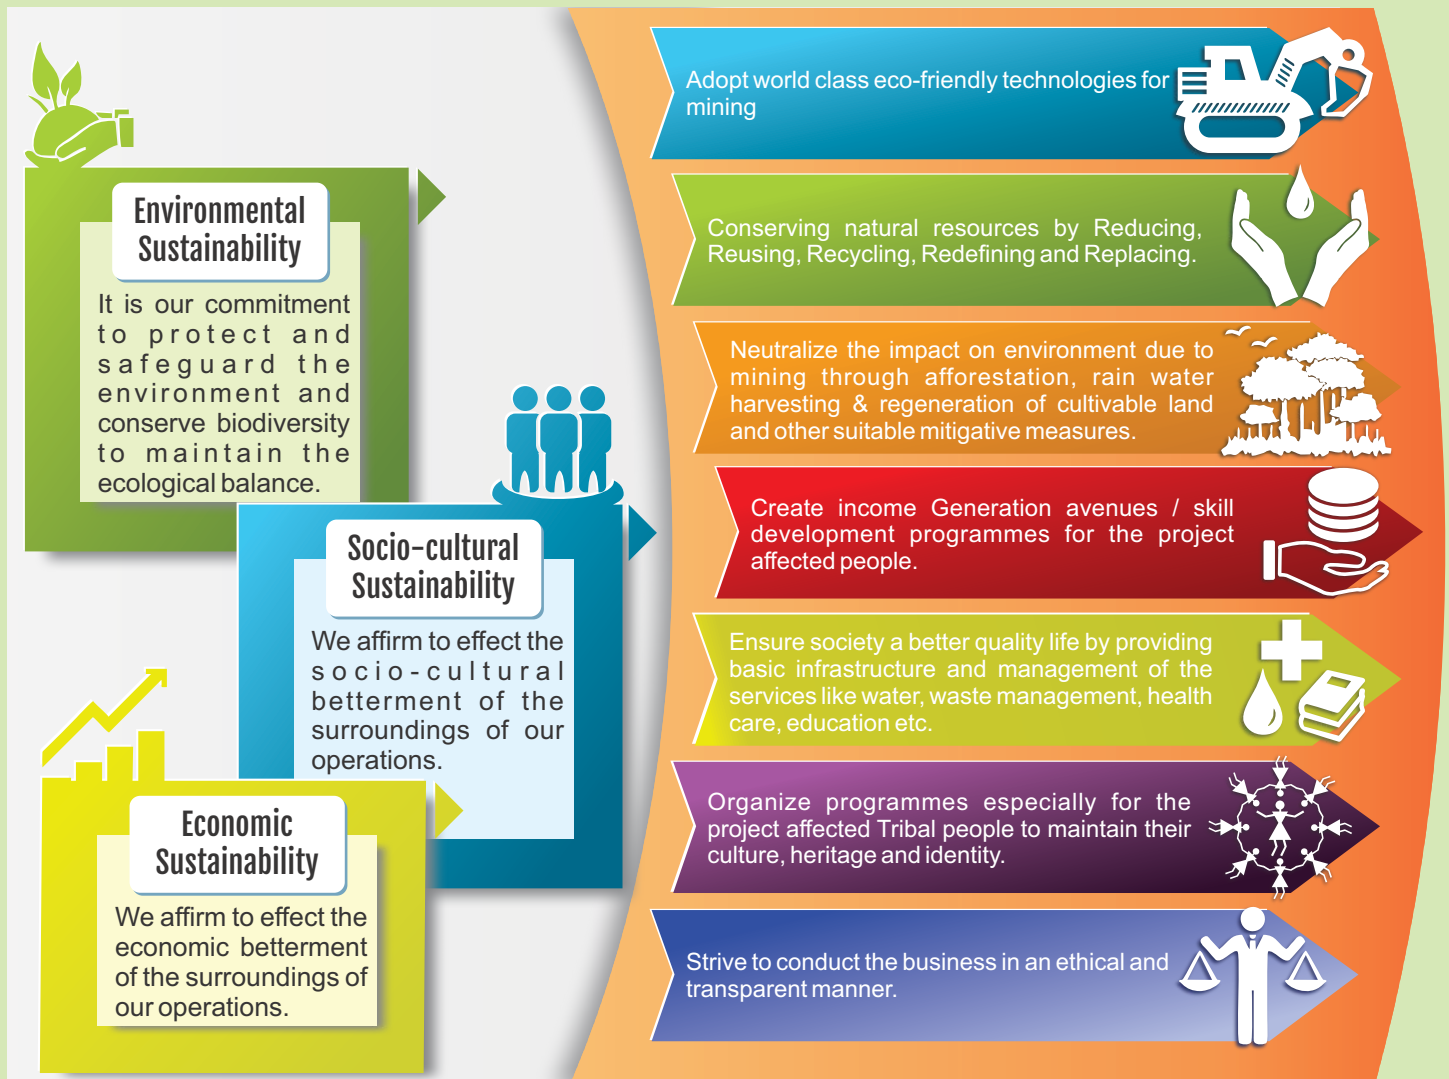 Environmental
Sustainability
It is our commitment
to protect and
safeguard the
environment and
conserve biodiversity
to maintain the
ecological balance.
Socio-cultural
Sustainability
We affirm to effect the
socio-cultural
betterment of the
surroundings of our
operations.
Economic
Sustainability
We affirm to effect the
economic betterment
of the surroundings of
our operations.
Adopt world class eco-friendly technologies for
mining
Conserving natural resources by Reducing,
Reusing, Recycling, Redefining and Replacing.
Neutralize the impact on environment due to
mining through afforestation, rain water
harvesting & regeneration of cultivable land
and other suitable mitigative measures.
Create income Generation avenues / skill
development programmes for the project
affected people.
Ensure society a better quality life by providing
basic infrastructure and management of the
services like water, waste management, health
care, education etc.
Organize programmes especially for the
project affected Tribal people to maintain their
culture, heritage and identity.
Strive to conduct the business in an ethical and
transparent manner.